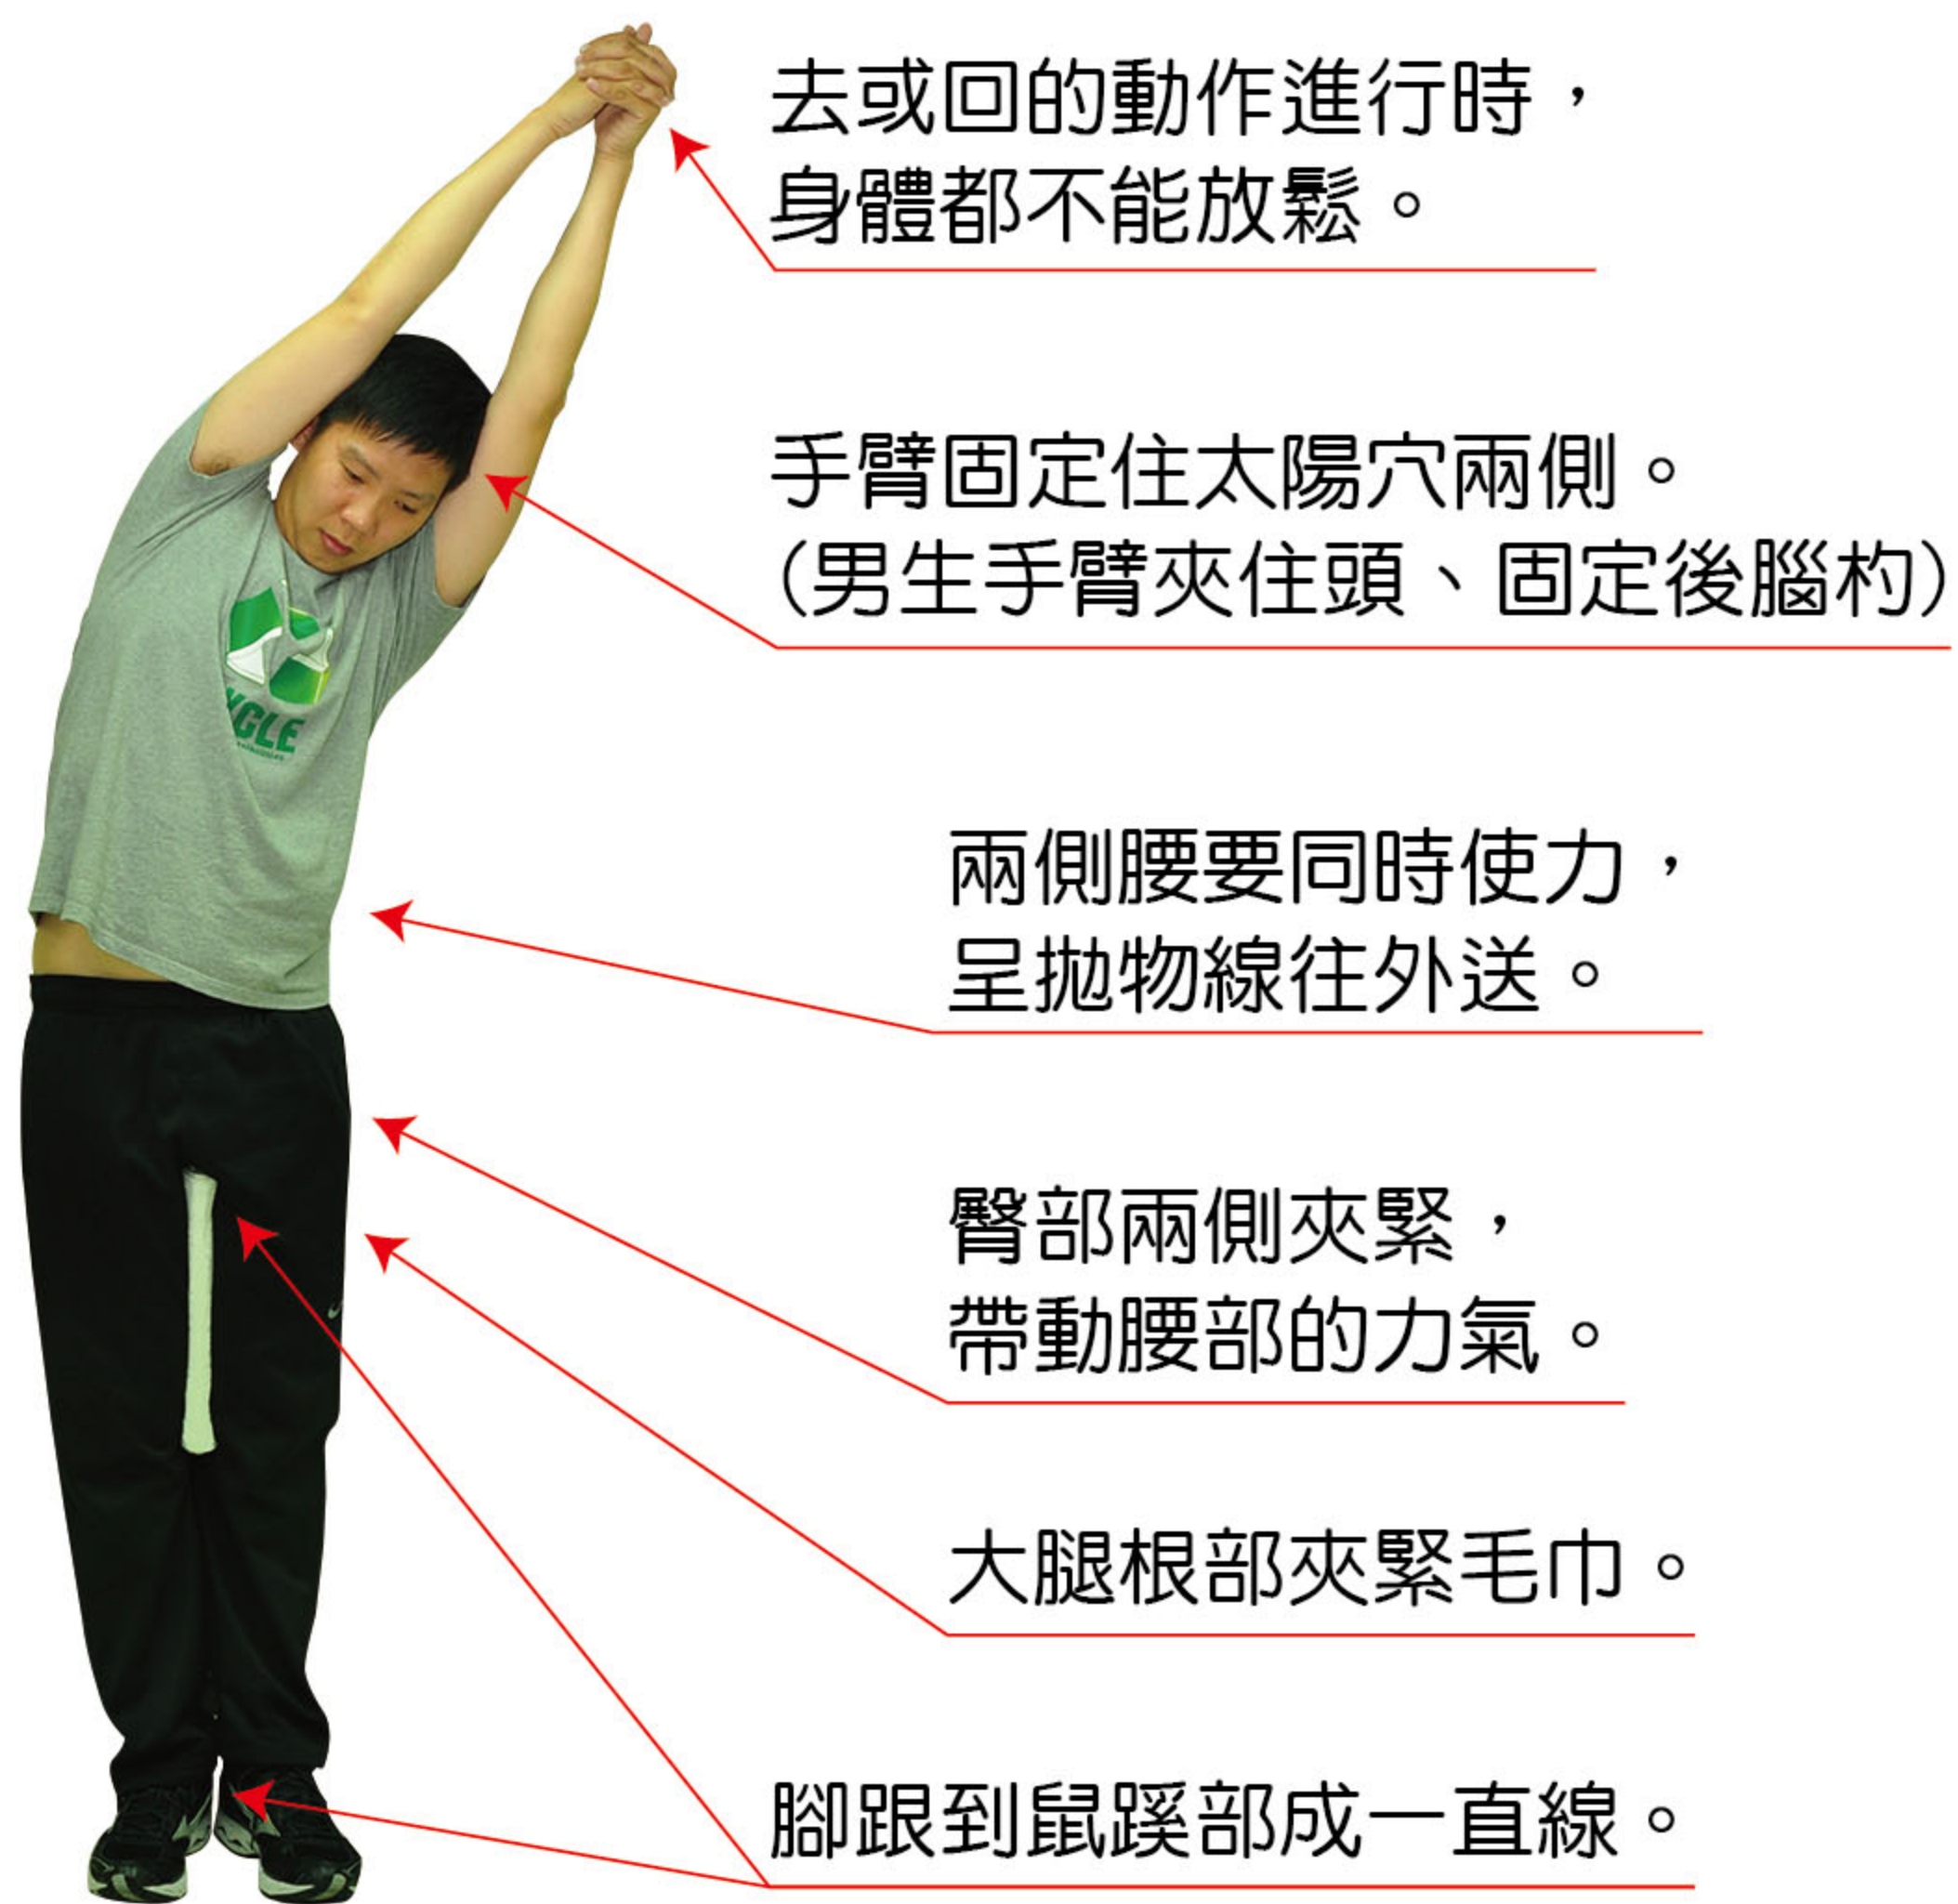 去或回的動作進行時，
身體都不能放鬆。
手臂固定住太陽穴兩側。
(男生手臂夾住頭、固定後腦杓)
YCLE
兩側腰要同時使力，
呈拋物線往外送。
臀部兩側夾緊，
帶動腰部的力氣。
大腿根部夾緊毛巾。
腳跟到鼠蹊部成一直線。